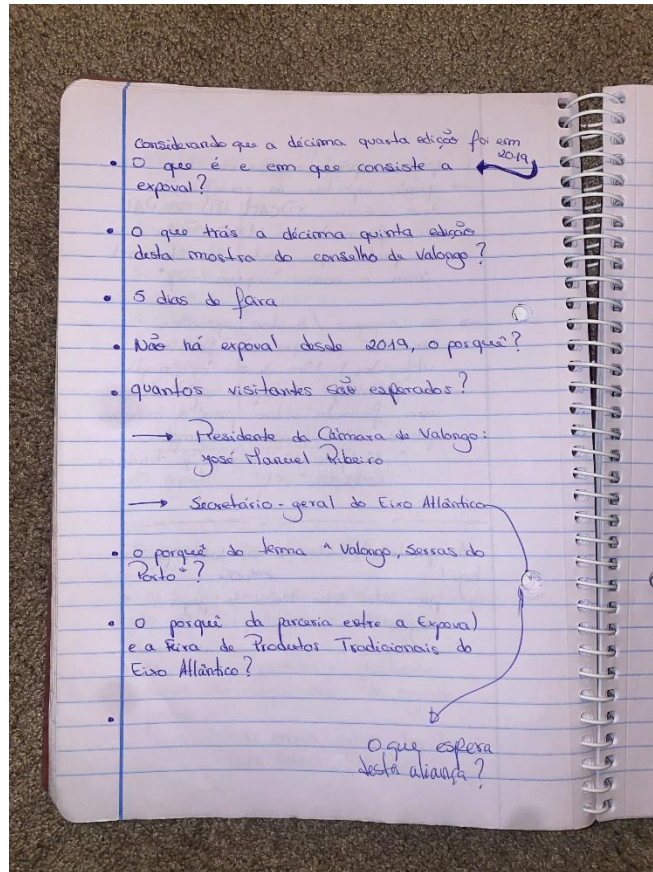 Considerando que a décima quarta edição foi em
2019
• O que é e em que consiste a
expoval?
• O que trás a décima quinta edição
desta mostra do conselho de Valongo?
• 5 dias de faira
• Não há expoval desde 2019, o porquê?
• quantos visitantes são esperados?
→ Presidente da Câmara de Valongo:
José Manuel Ribeiro
→ Secretário-geral do Eixo Atlântico
• O porquê do tema "Valongo, Serras do
Porto"?
• O porquê da parceria entre a Expoval
e a Feira de Produtos Tradicionais do
Eixo Atlântico?
•
O que espera
desta aliança?